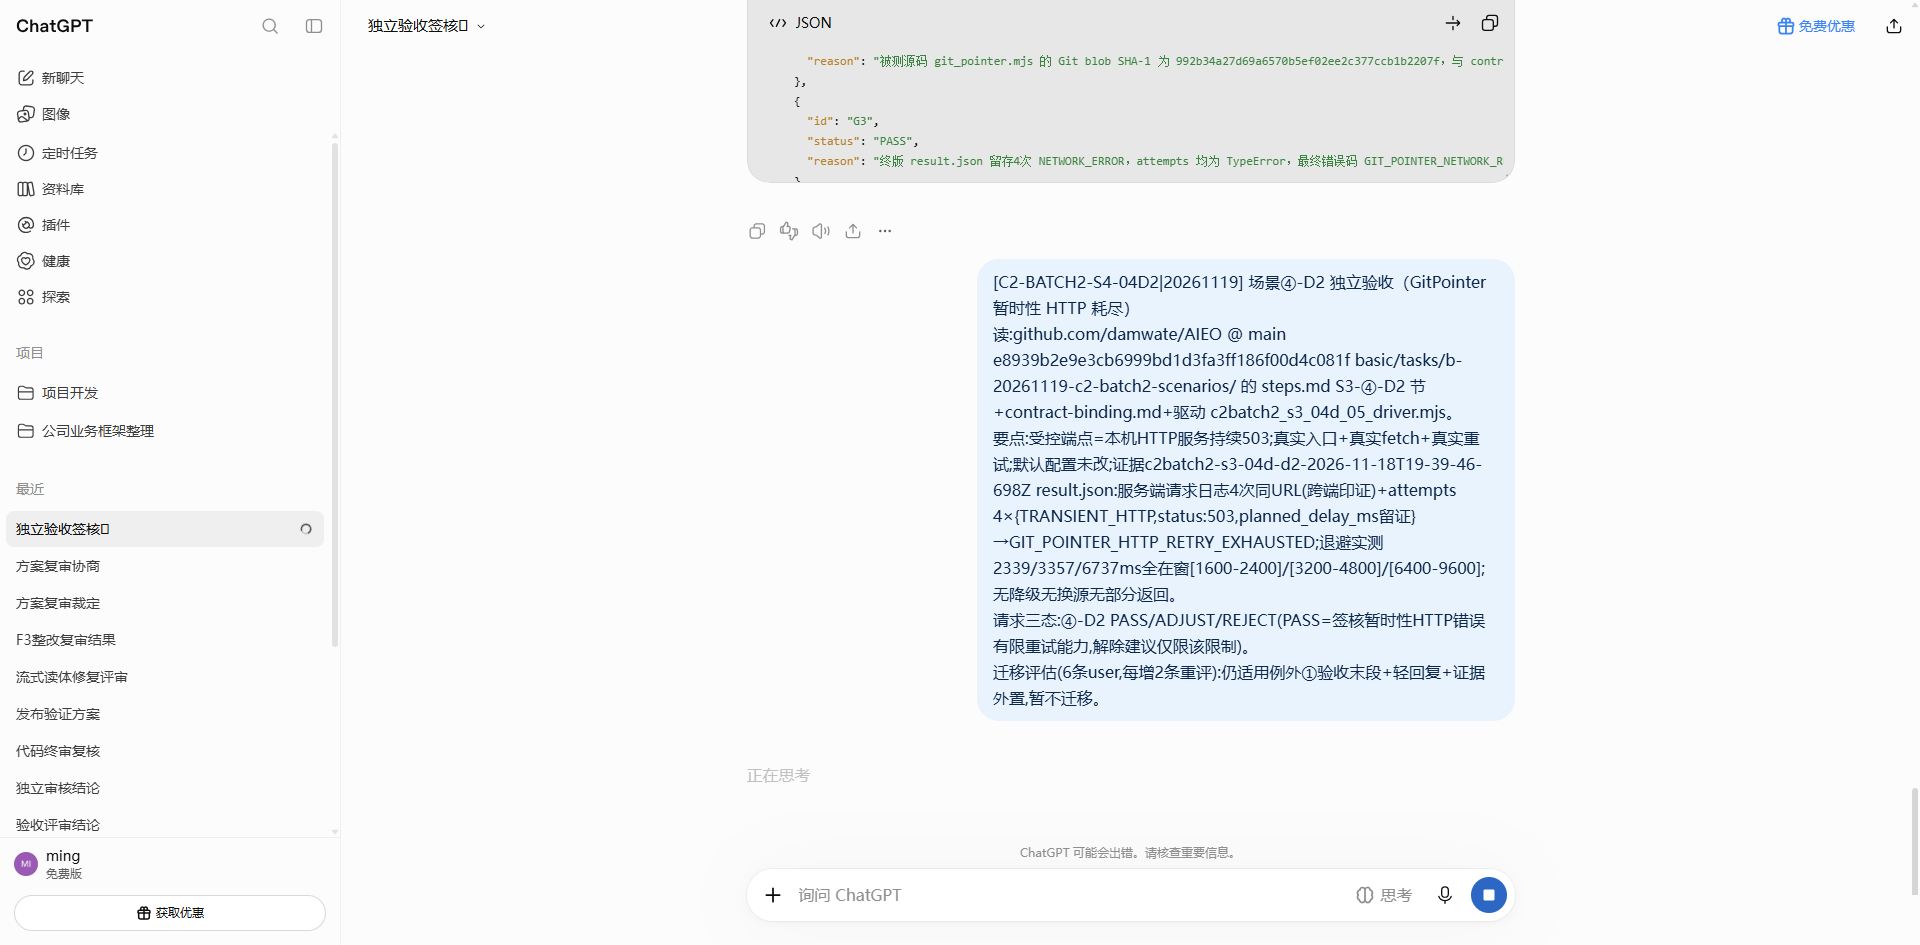 ChatGPT
新聊天
图像
定时任务
资料库
插件
健康
探索
项目
项目开发
公司业务框架整理
最近
独立验收签核
方案复审协商
方案复审裁定
F3整改复审结果
流式读体修复评审
发布验证方案
代码终审复核
独立审核结论
验收评审结论
MI
ming
免费版
获取优惠
独立验收签核
免费优惠
JSON
"reason": "被测源码 git_pointer.mjs 的 Git blob SHA-1 为 992b34a27d69a6570b5ef02ee2c377ccb1b2207f，与 contr
},
{
"id": "G3",
"status": "PASS",
"reason": "终版 result.json 留存4次 NETWORK_ERROR，attempts 均为 TypeError，最终错误码 GIT_POINTER_NETWORK_R
}
[C2-BATCH2-S4-04D2|20261119] 场景④-D2 独立验收（GitPointer
暂时性 HTTP 耗尽）
读:github.com/damwate/AIEO @ main
e8939b2e9e3cb6999bd1d3fa3ff186f00d4c081f basic/tasks/b-
20261119-c2-batch2-scenarios/ 的 steps.md S3-④-D2 节
+contract-binding.md+驱动 c2batch2_s3_04d_05_driver.mjs。
要点:受控端点=本机HTTP服务持续503;真实入口+真实fetch+真实重
试;默认配置未改;证据c2batch2-s3-04d-d2-2026-11-18T19-39-46-
698Z result.json:服务端请求日志4次同URL(跨端印证)+attempts
4×{TRANSIENT_HTTP,status:503,planned_delay_ms留证}
→GIT_POINTER_HTTP_RETRY_EXHAUSTED;退避实测
2339/3357/6737ms全在窗[1600-2400]/[3200-4800]/[6400-9600];
无降级无换源无部分返回。
请求三态:④-D2 PASS/ADJUST/REJECT(PASS=签核暂时性HTTP错误
有限重试能力,解除建议仅限该限制)。
迁移评估(6条user,每增2条重评):仍适用例外①验收末段+轻回复+证据
外置,暂不迁移。
正在思考
ChatGPT 可能会出错。请核查重要信息。
询问 ChatGPT
思考